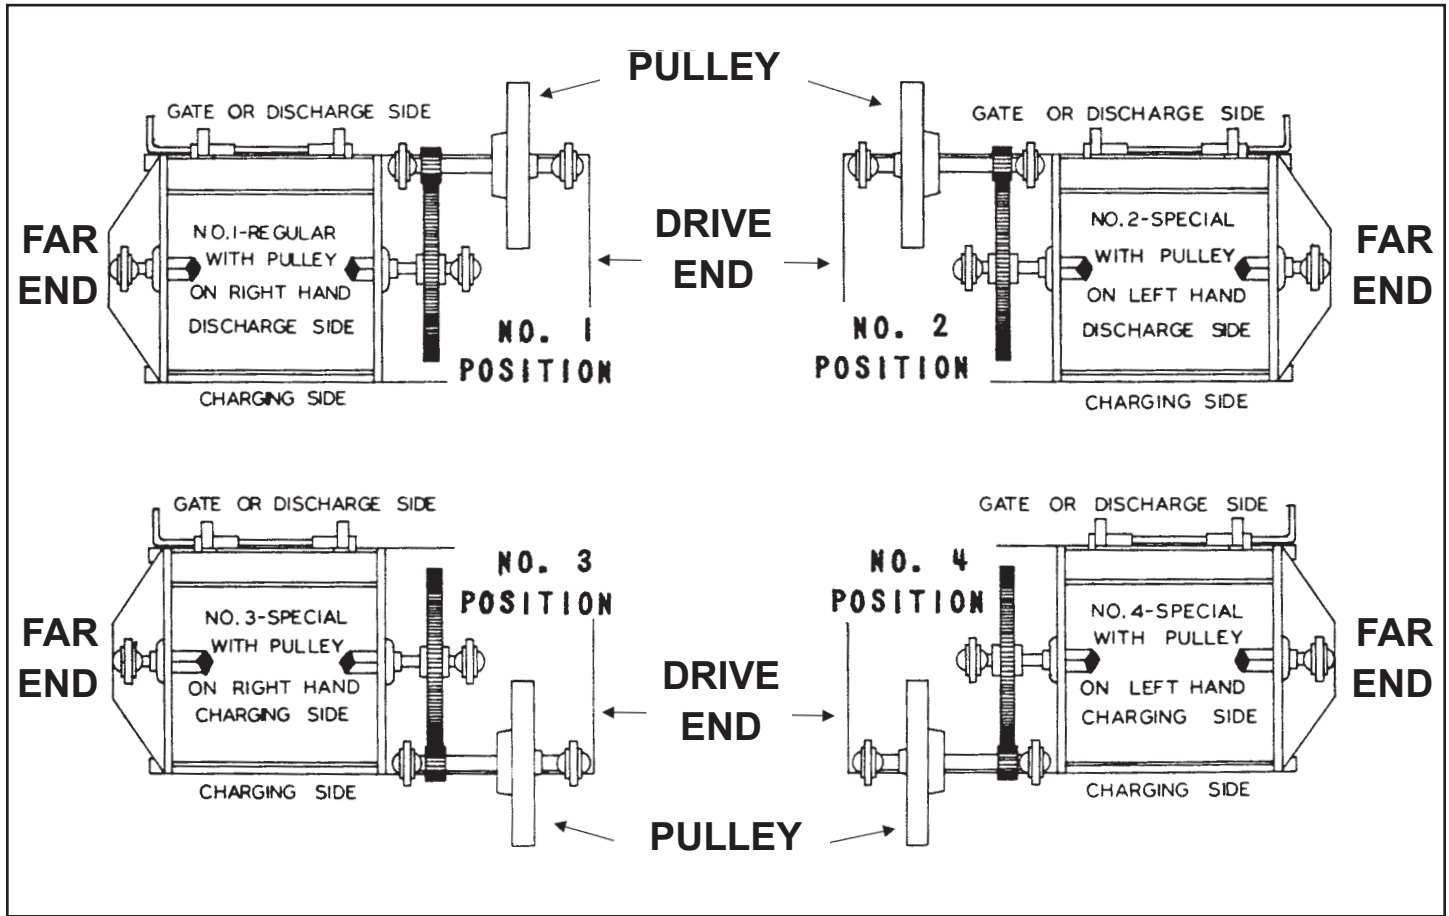 PULLEY
GATE OR DISCHARGE SIDE
GATE OR DISCHARGE SIDE
FAR
END
NO.1-REGULAR
WITH PULLEY
ON RIGHT HAND
DISCHARGE SIDE
CHARGING SIDE
NO. 1
POSITION
DRIVE
END
NO. 2
POSITION
NO.2-SPECIAL
WITH PULLEY
ON LEFT HAND
DISCHARGE SIDE
CHARGING SIDE
FAR
END
GATE OR DISCHARGE SIDE
GATE OR DISCHARGE SIDE
FAR
END
NO.3-SPECIAL
WITH PULLEY
ON RIGHT HAND
CHARGING SIDE
CHARGING SIDE
NO. 3
POSITION
DRIVE
END
NO. 4
POSITION
NO.4-SPECIAL
WITH PULLEY
ON LEFT HAND
CHARGING SIDE
CHARGING SIDE
FAR
END
PULLEY